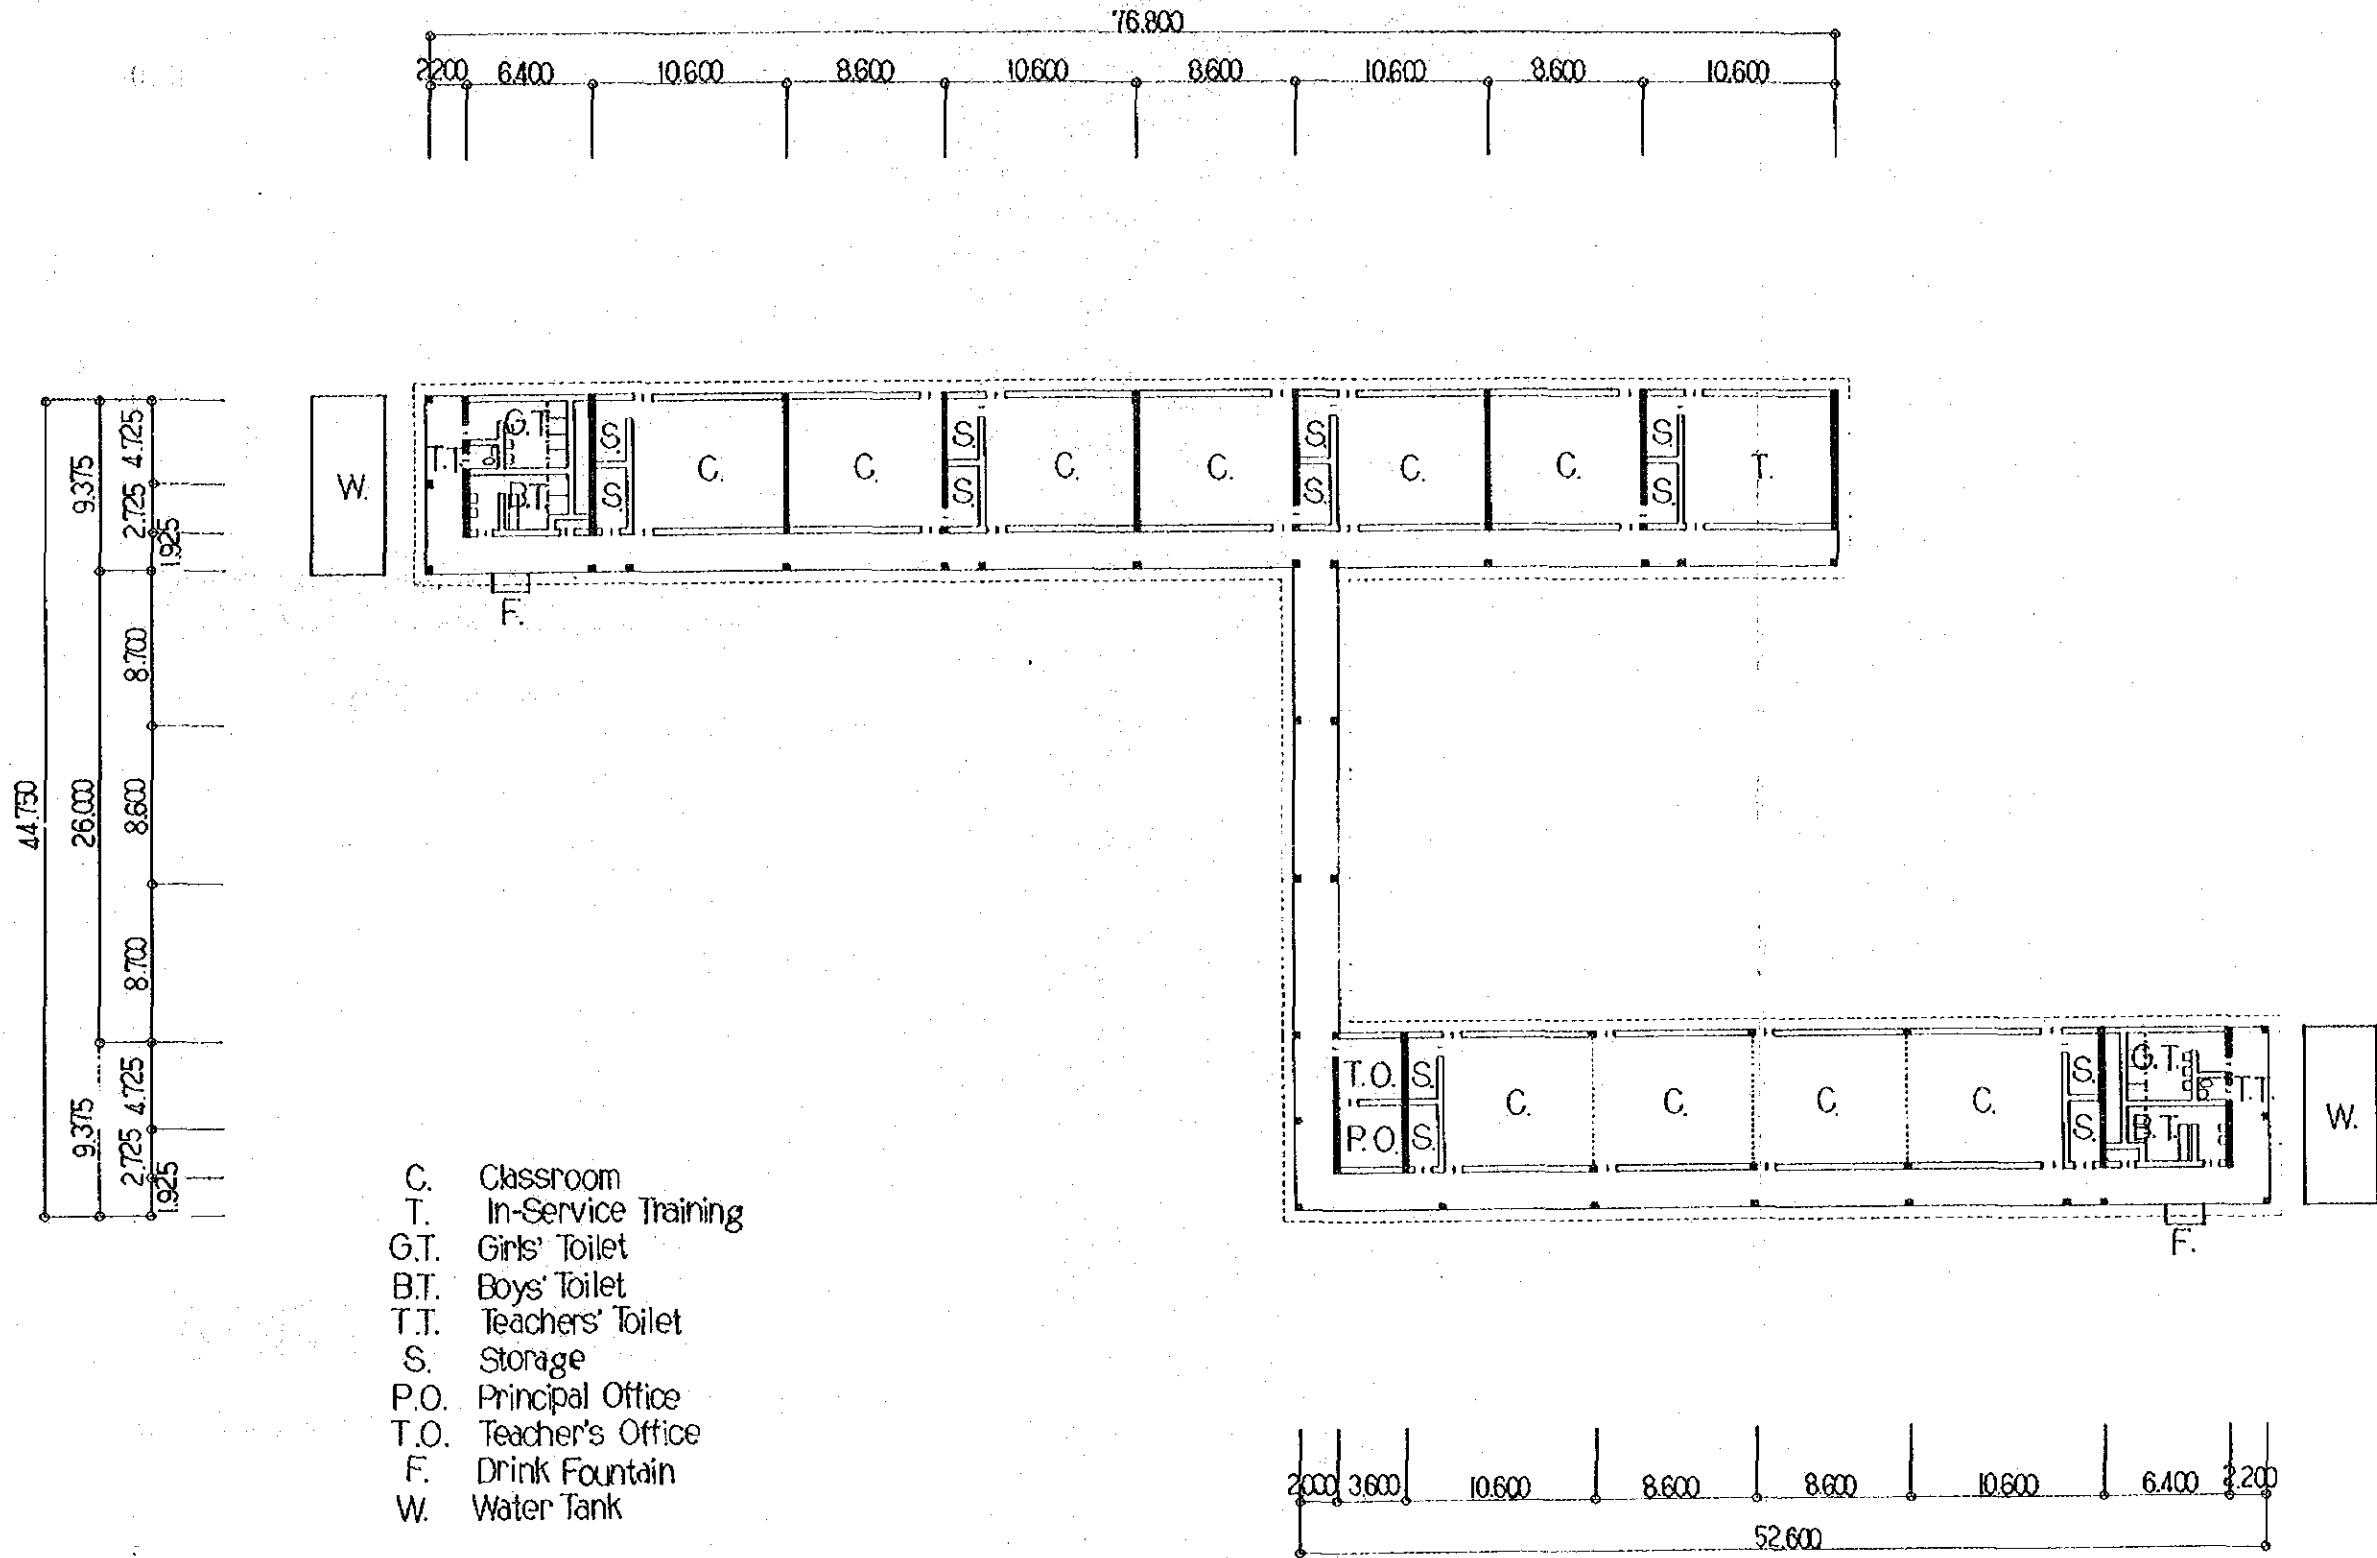 76.800
2.200 6.400 10.600 8.600 10.600 8.600 10.600 8.600 10.600
G.T.
T.T.
B.T.
S. S. S. S.
S. S. S. S.
W. C. C. C. C. C. C. T.
F.
4.725
9.375
2.725
1.925
8.700
44.750
26.000
8.600
8.700
4.725
9.375
2.725
1.925
T.O. S. S. G.T. T.T.
C. C. C. C.
P.O. S. S. B.T. W.
F.
C. Classroom
T. In-Service Training
G.T. Girls' Toilet
B.T. Boys' Toilet
T.T. Teachers' Toilet
S. Storage
P.O. Principal Office
T.O. Teacher's Office
F. Drink Fountain
W. Water Tank
2.000 3.600 10.600 8.600 8.600 10.600 6.400 2.200
52.600